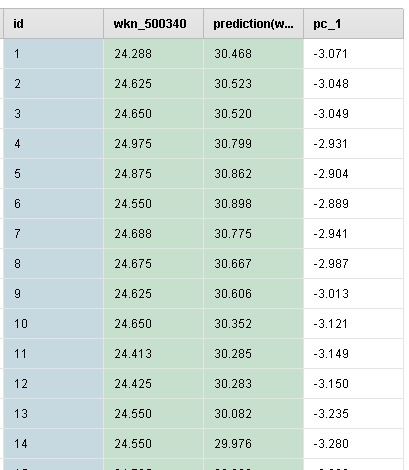 id wkn_500340 prediction(w... pc_1
1 24.288 30.468 -3.071
2 24.625 30.523 -3.048
3 24.650 30.520 -3.049
4 24.975 30.799 -2.931
5 24.875 30.862 -2.904
6 24.550 30.898 -2.889
7 24.688 30.775 -2.941
8 24.675 30.667 -2.987
9 24.625 30.606 -3.013
10 24.650 30.352 -3.121
11 24.413 30.285 -3.149
12 24.425 30.283 -3.150
13 24.550 30.082 -3.235
14 24.550 29.976 -3.280